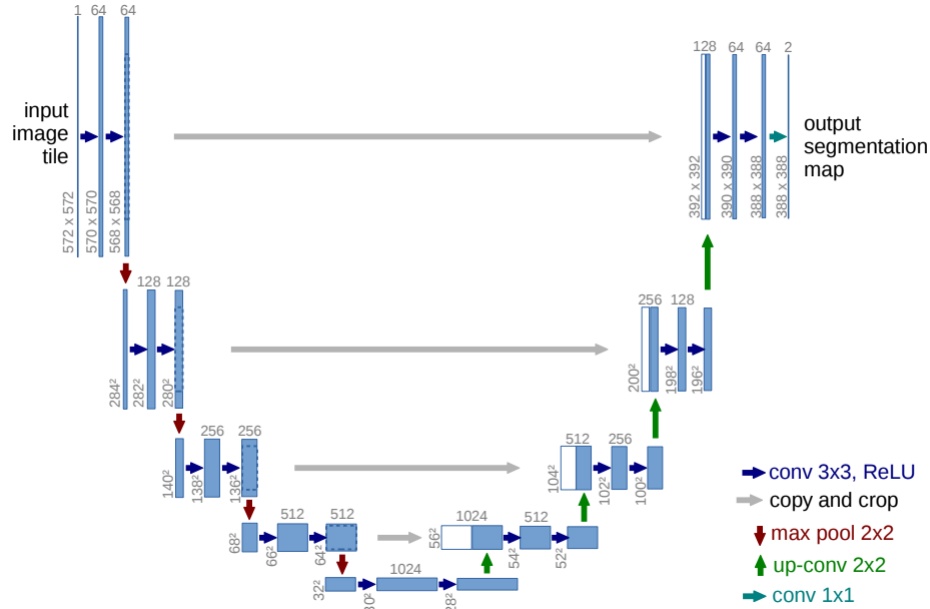 1 64 64
input
image
tile
572 x 572
570 x 570
568 x 568
128 64 64 2
392 x 392
390 x 390
388 x 388
388 x 388
output
segmentation
map
128 128
284²
282²
280²
256 128
200²
198²
196²
256 256
140²
138²
136²
512 256
104²
102²
100²
512 512
68²
66²
64²
1024 512
56²
54²
52²
1024
32²
30²
28²
conv 3x3, ReLU
copy and crop
max pool 2x2
up-conv 2x2
conv 1x1